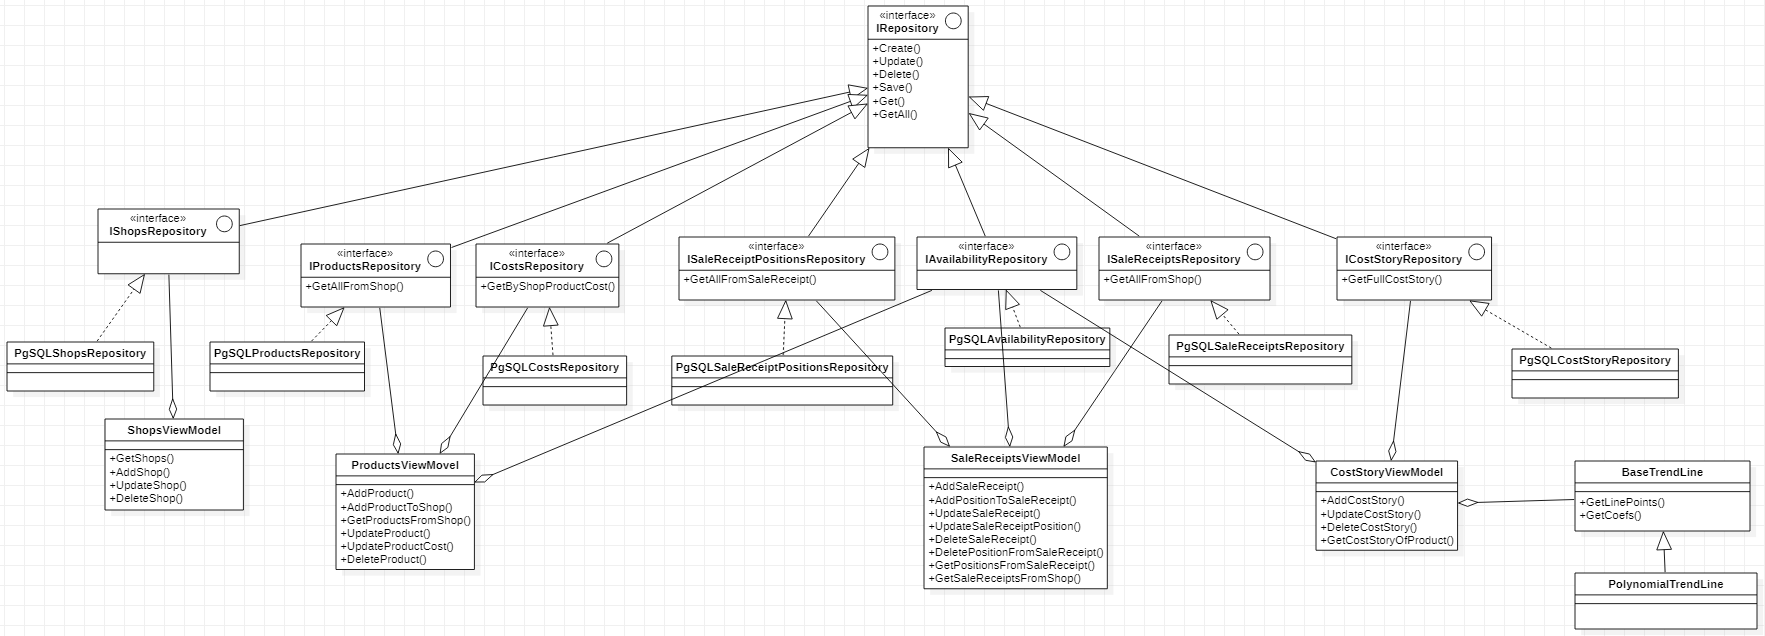 «interface»
IRepository
+Create()
+Update()
+Delete()
+Save()
+Get()
+GetAll()
«interface»
IShopsRepository
«interface»
IProductsRepository
+GetAllFromShop()
«interface»
ICostsRepository
+GetByShopProductCost()
«interface»
ISaleReceiptPositionsRepository
+GetAllFromSaleReceipt()
«interface»
IAvailabilityRepository
«interface»
ISaleReceiptsRepository
+GetAllFromShop()
«interface»
ICostStoryRepository
+GetFullCostStory()
PgSQLShopsRepository
PgSQLProductsRepository
PgSQLCostsRepository
PgSQLSaleReceiptPositionsRepository
PgSQLAvailabilityRepository
PgSQLSaleReceiptsRepository
PgSQLCostStoryRepository
ShopsViewModel
+GetShops()
+AddShop()
+UpdateShop()
+DeleteShop()
ProductsViewMovel
+AddProduct()
+AddProductToShop()
+GetProductsFromShop()
+UpdateProduct()
+UpdateProductCost()
+DeleteProduct()
SaleReceiptsViewModel
+AddSaleReceipt()
+AddPositionToSaleReceipt()
+UpdateSaleReceipt()
+UpdateSaleReceiptPosition()
+DeleteSaleReceipt()
+DeletePositionFromSaleReceipt()
+GetPositionsFromSaleReceipt()
+GetSaleReceiptsFromShop()
CostStoryViewModel
+AddCostStory()
+UpdateCostStory()
+DeleteCostStory()
+GetCostStoryOfProduct()
BaseTrendLine
+GetLinePoints()
+GetCoefs()
PolynomialTrendLine